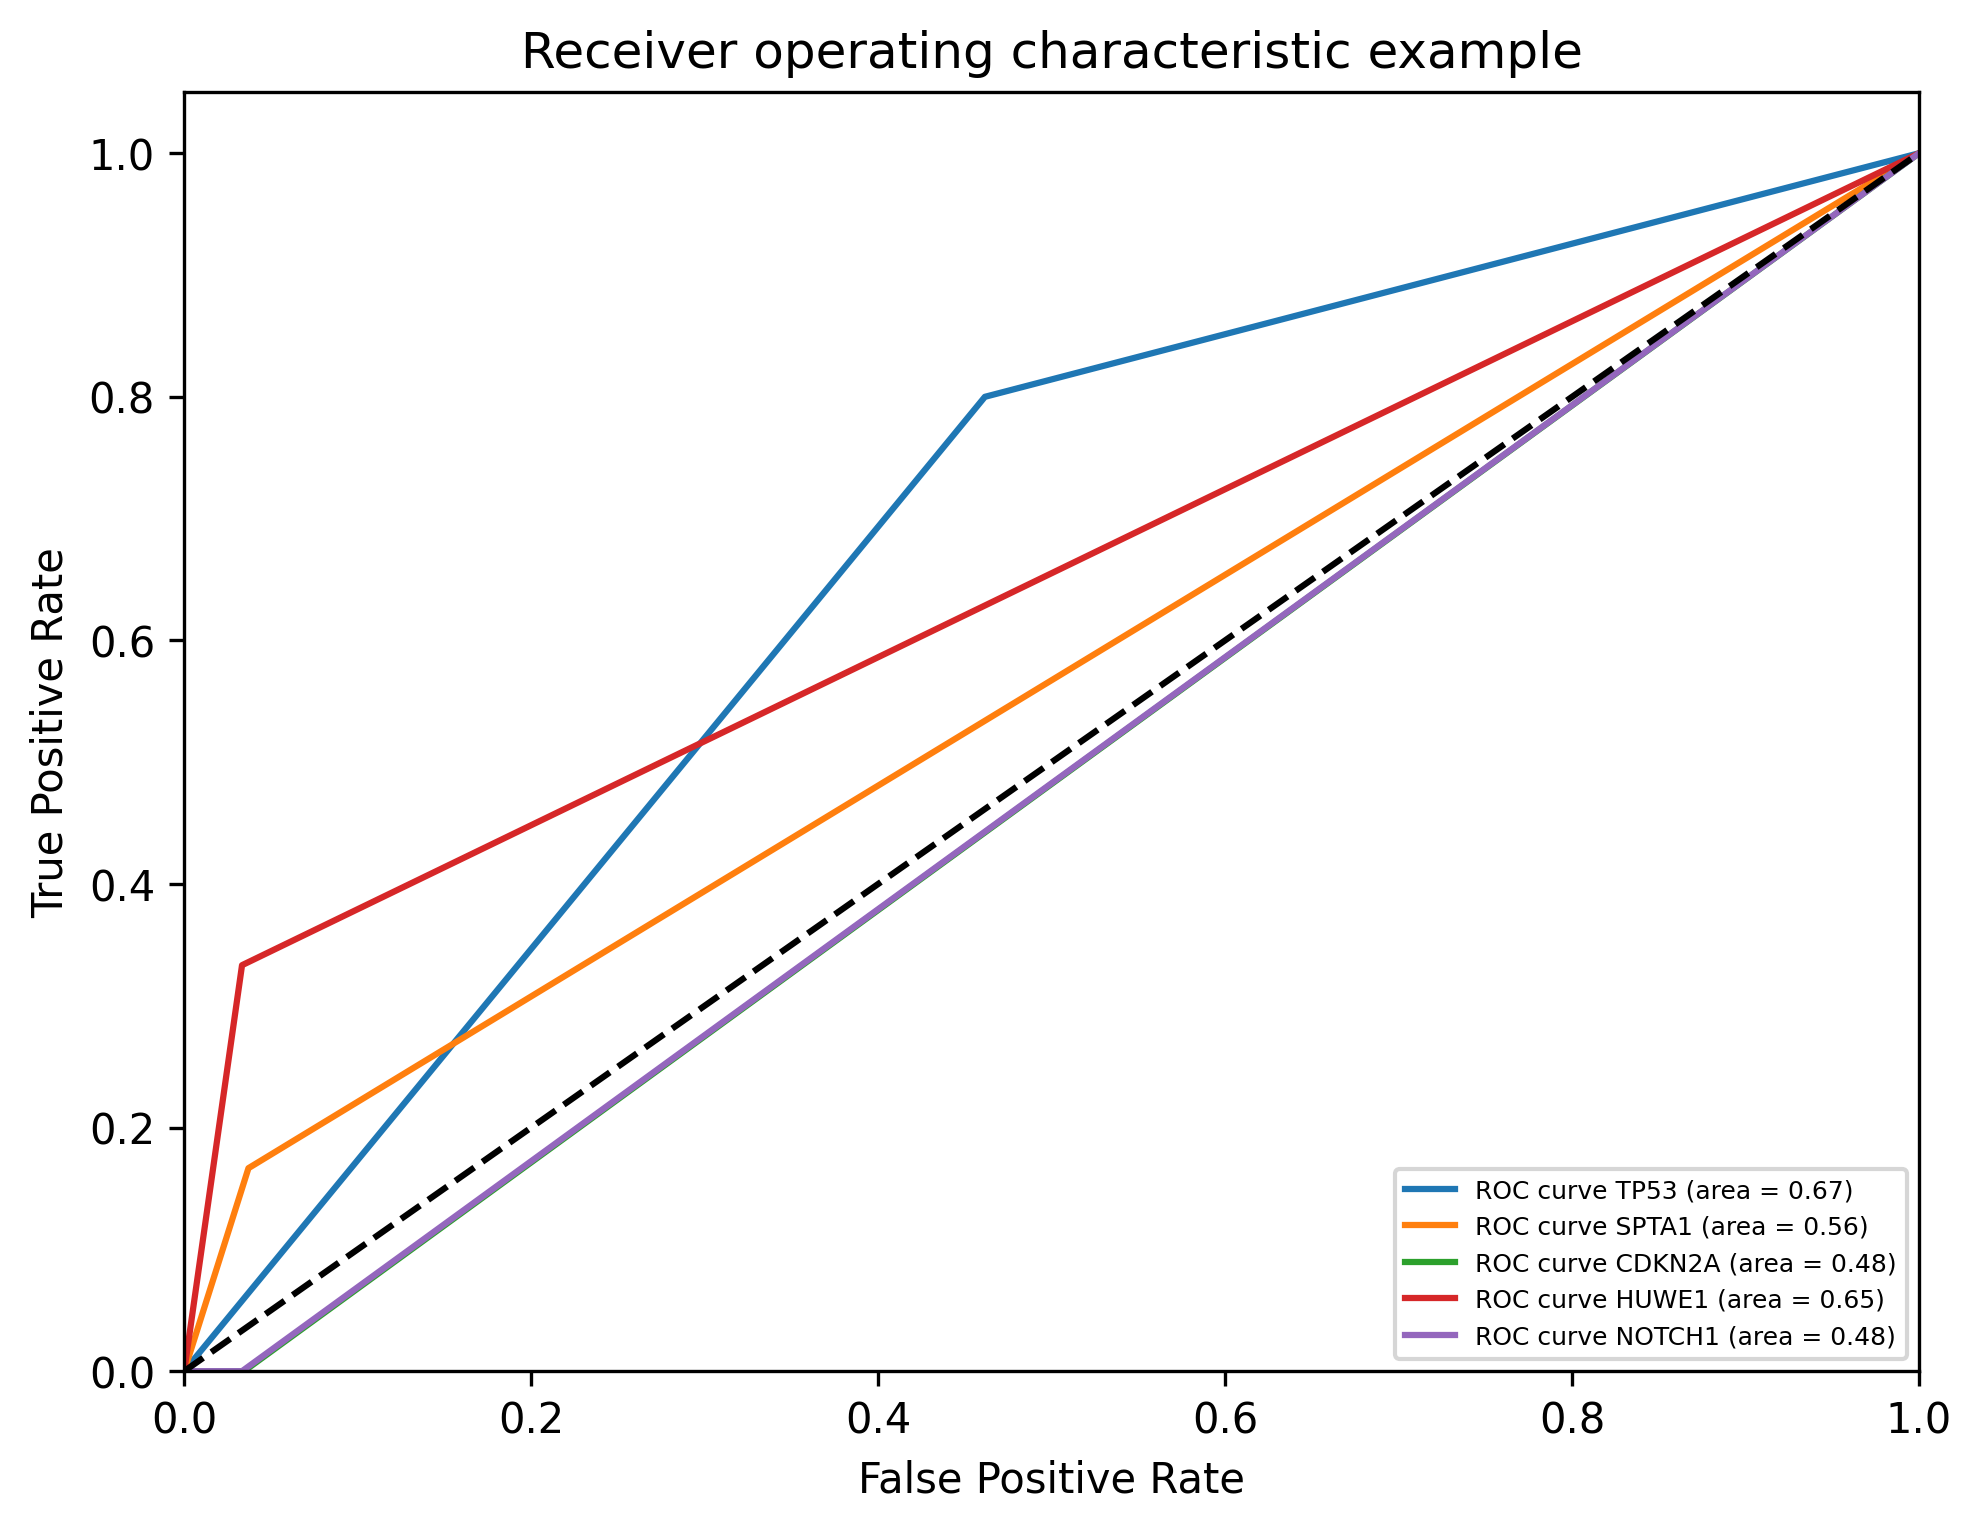 Receiver operating characteristic example
1.0
0.8
0.6
0.4
0.2
0.0
True Positive Rate
ROC curve TP53 (area = 0.67)
ROC curve SPTA1 (area = 0.56)
ROC curve CDKN2A (area = 0.48)
ROC curve HUWE1 (area = 0.65)
ROC curve NOTCH1 (area = 0.48)
0.0 0.2 0.4 0.6 0.8 1.0
False Positive Rate